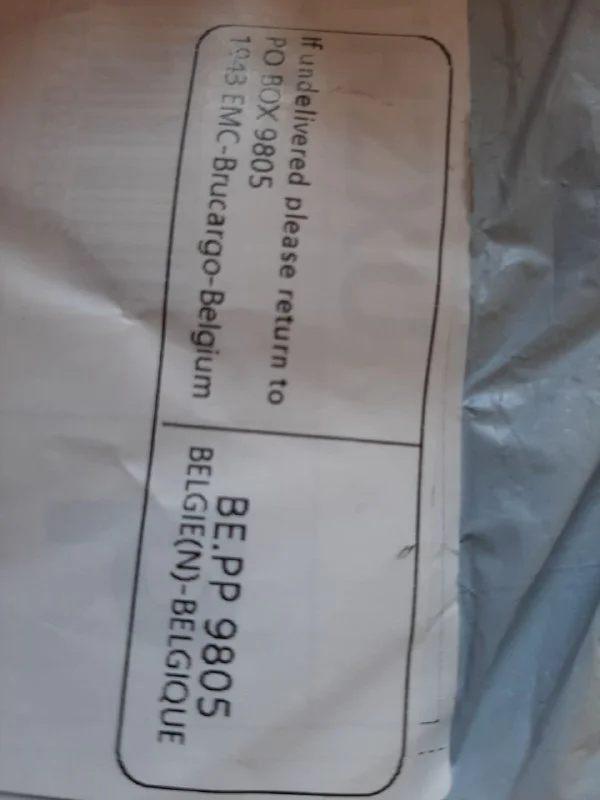 If undelivered please return to
PO BOX 9805
1943 EMC-Brucargo-Belgium
BE.PP 9805
BELGIE(N)-BELGIQUE